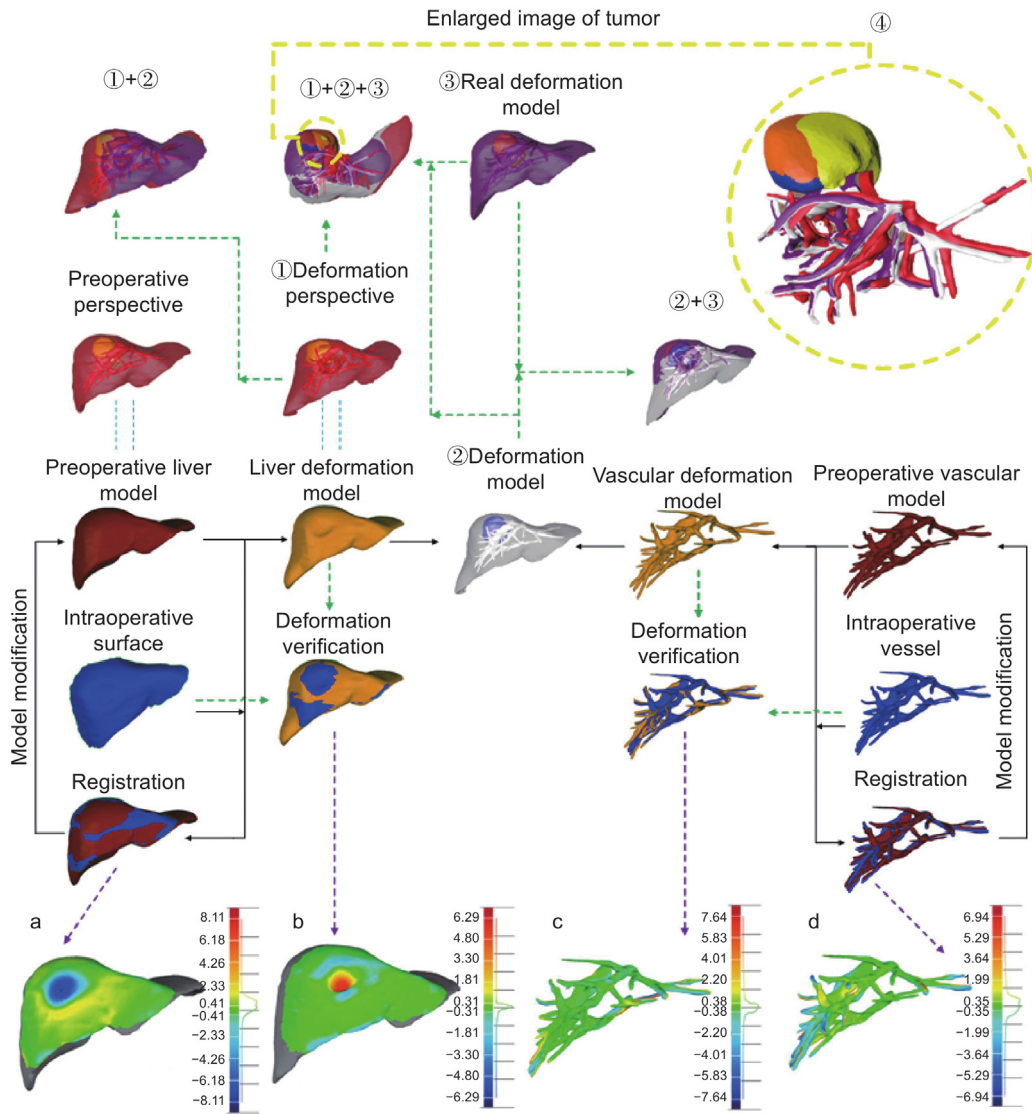 Enlarged image of tumor
④
①+②
①+②+③
③Real deformation
model
Preoperative
perspective
①Deformation
perspective
②+③
Preoperative liver
model
Liver deformation
model
②Deformation
model
Vascular deformation
model
Preoperative vascular
model
Model modification
Intraoperative
surface
Deformation
verification
Deformation
verification
Intraoperative
vessel
Model modification
Registration
Registration
a
8.11
6.18
4.26
2.33
0.41
−0.41
−2.33
−4.26
−6.18
−8.11
b
6.29
4.80
3.30
1.81
0.31
−0.31
−1.81
−3.30
−4.80
−6.29
c
7.64
5.83
4.01
2.20
0.38
−0.38
−2.20
−4.01
−5.83
−7.64
d
6.94
5.29
3.64
1.99
0.35
−0.35
−1.99
−3.64
−5.29
−6.94